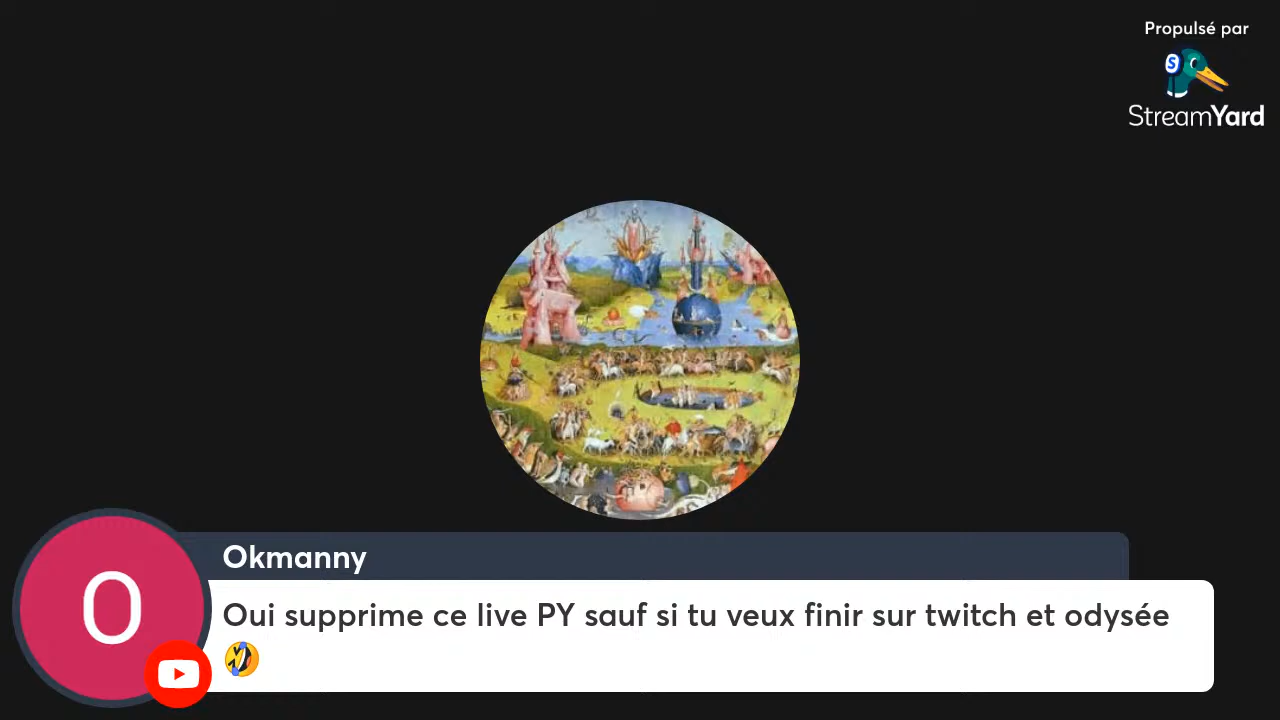 Propulsé par
S
StreamYard
Okmanny
O
Oui supprime ce live PY sauf si tu veux finir sur twitch et odysée
🤣